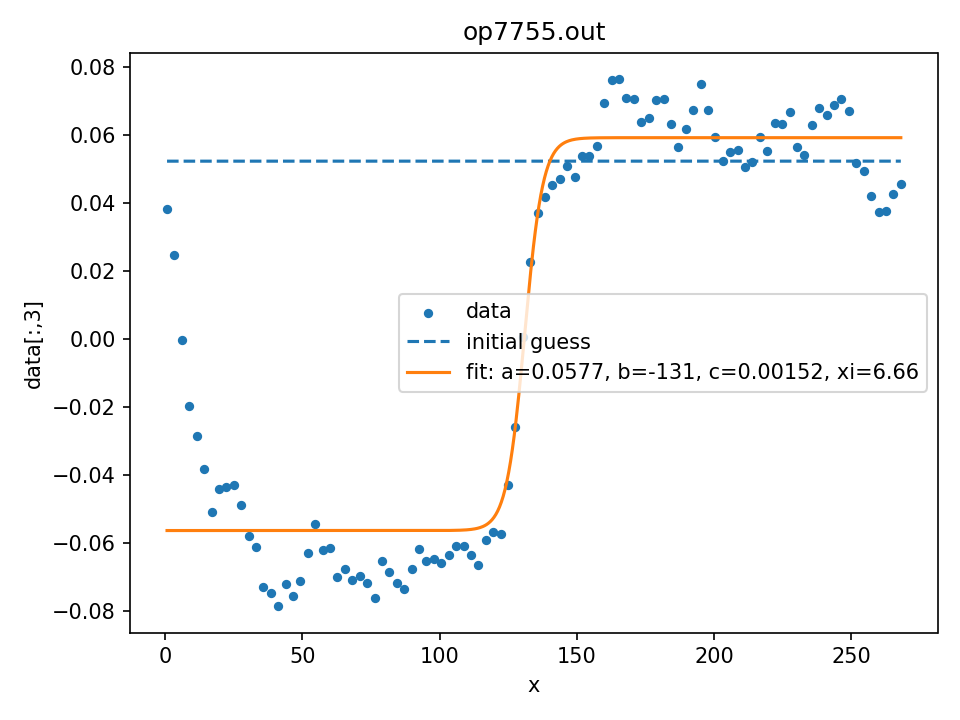 op7755.out
0.08
0.06
0.04
0.02
0.00
−0.02
−0.04
−0.06
−0.08
data[:,3]
data
initial guess
fit: a=0.0577, b=-131, c=0.00152, xi=6.66
0 50 100 150 200 250
x